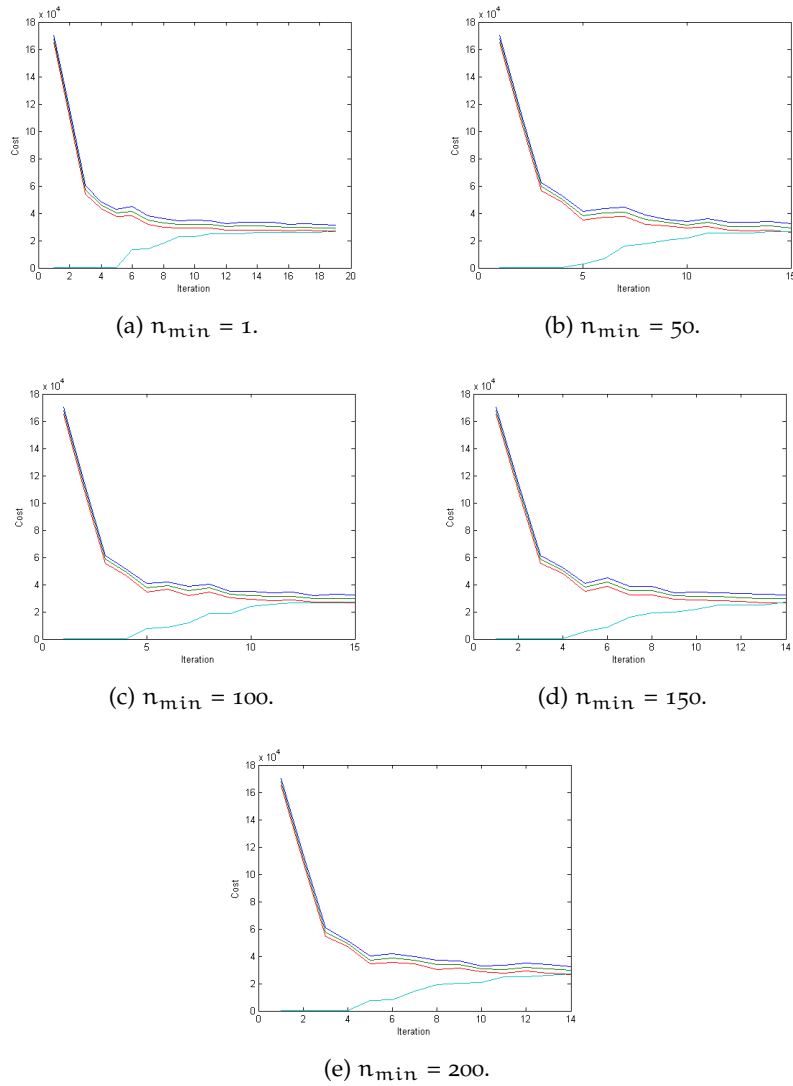 x 10^4
18
16
14
12
10
8
6
4
2
0
Cost
0 2 4 6 8 10 12 14 16 18 20
Iteration
(a) n_min = 1.
x 10^4
18
16
14
12
10
8
6
4
2
0
Cost
0 5 10 15
Iteration
(b) n_min = 50.
x 10^4
18
16
14
12
10
8
6
4
2
0
Cost
5 10 15
Iteration
(c) n_min = 100.
x 10^4
18
16
14
12
10
8
6
4
2
0
Cost
0 2 4 6 8 10 12 14
Iteration
(d) n_min = 150.
x 10^4
18
16
14
12
10
8
6
4
2
0
Cost
0 2 4 6 8 10 12 14
Iteration
(e) n_min = 200.